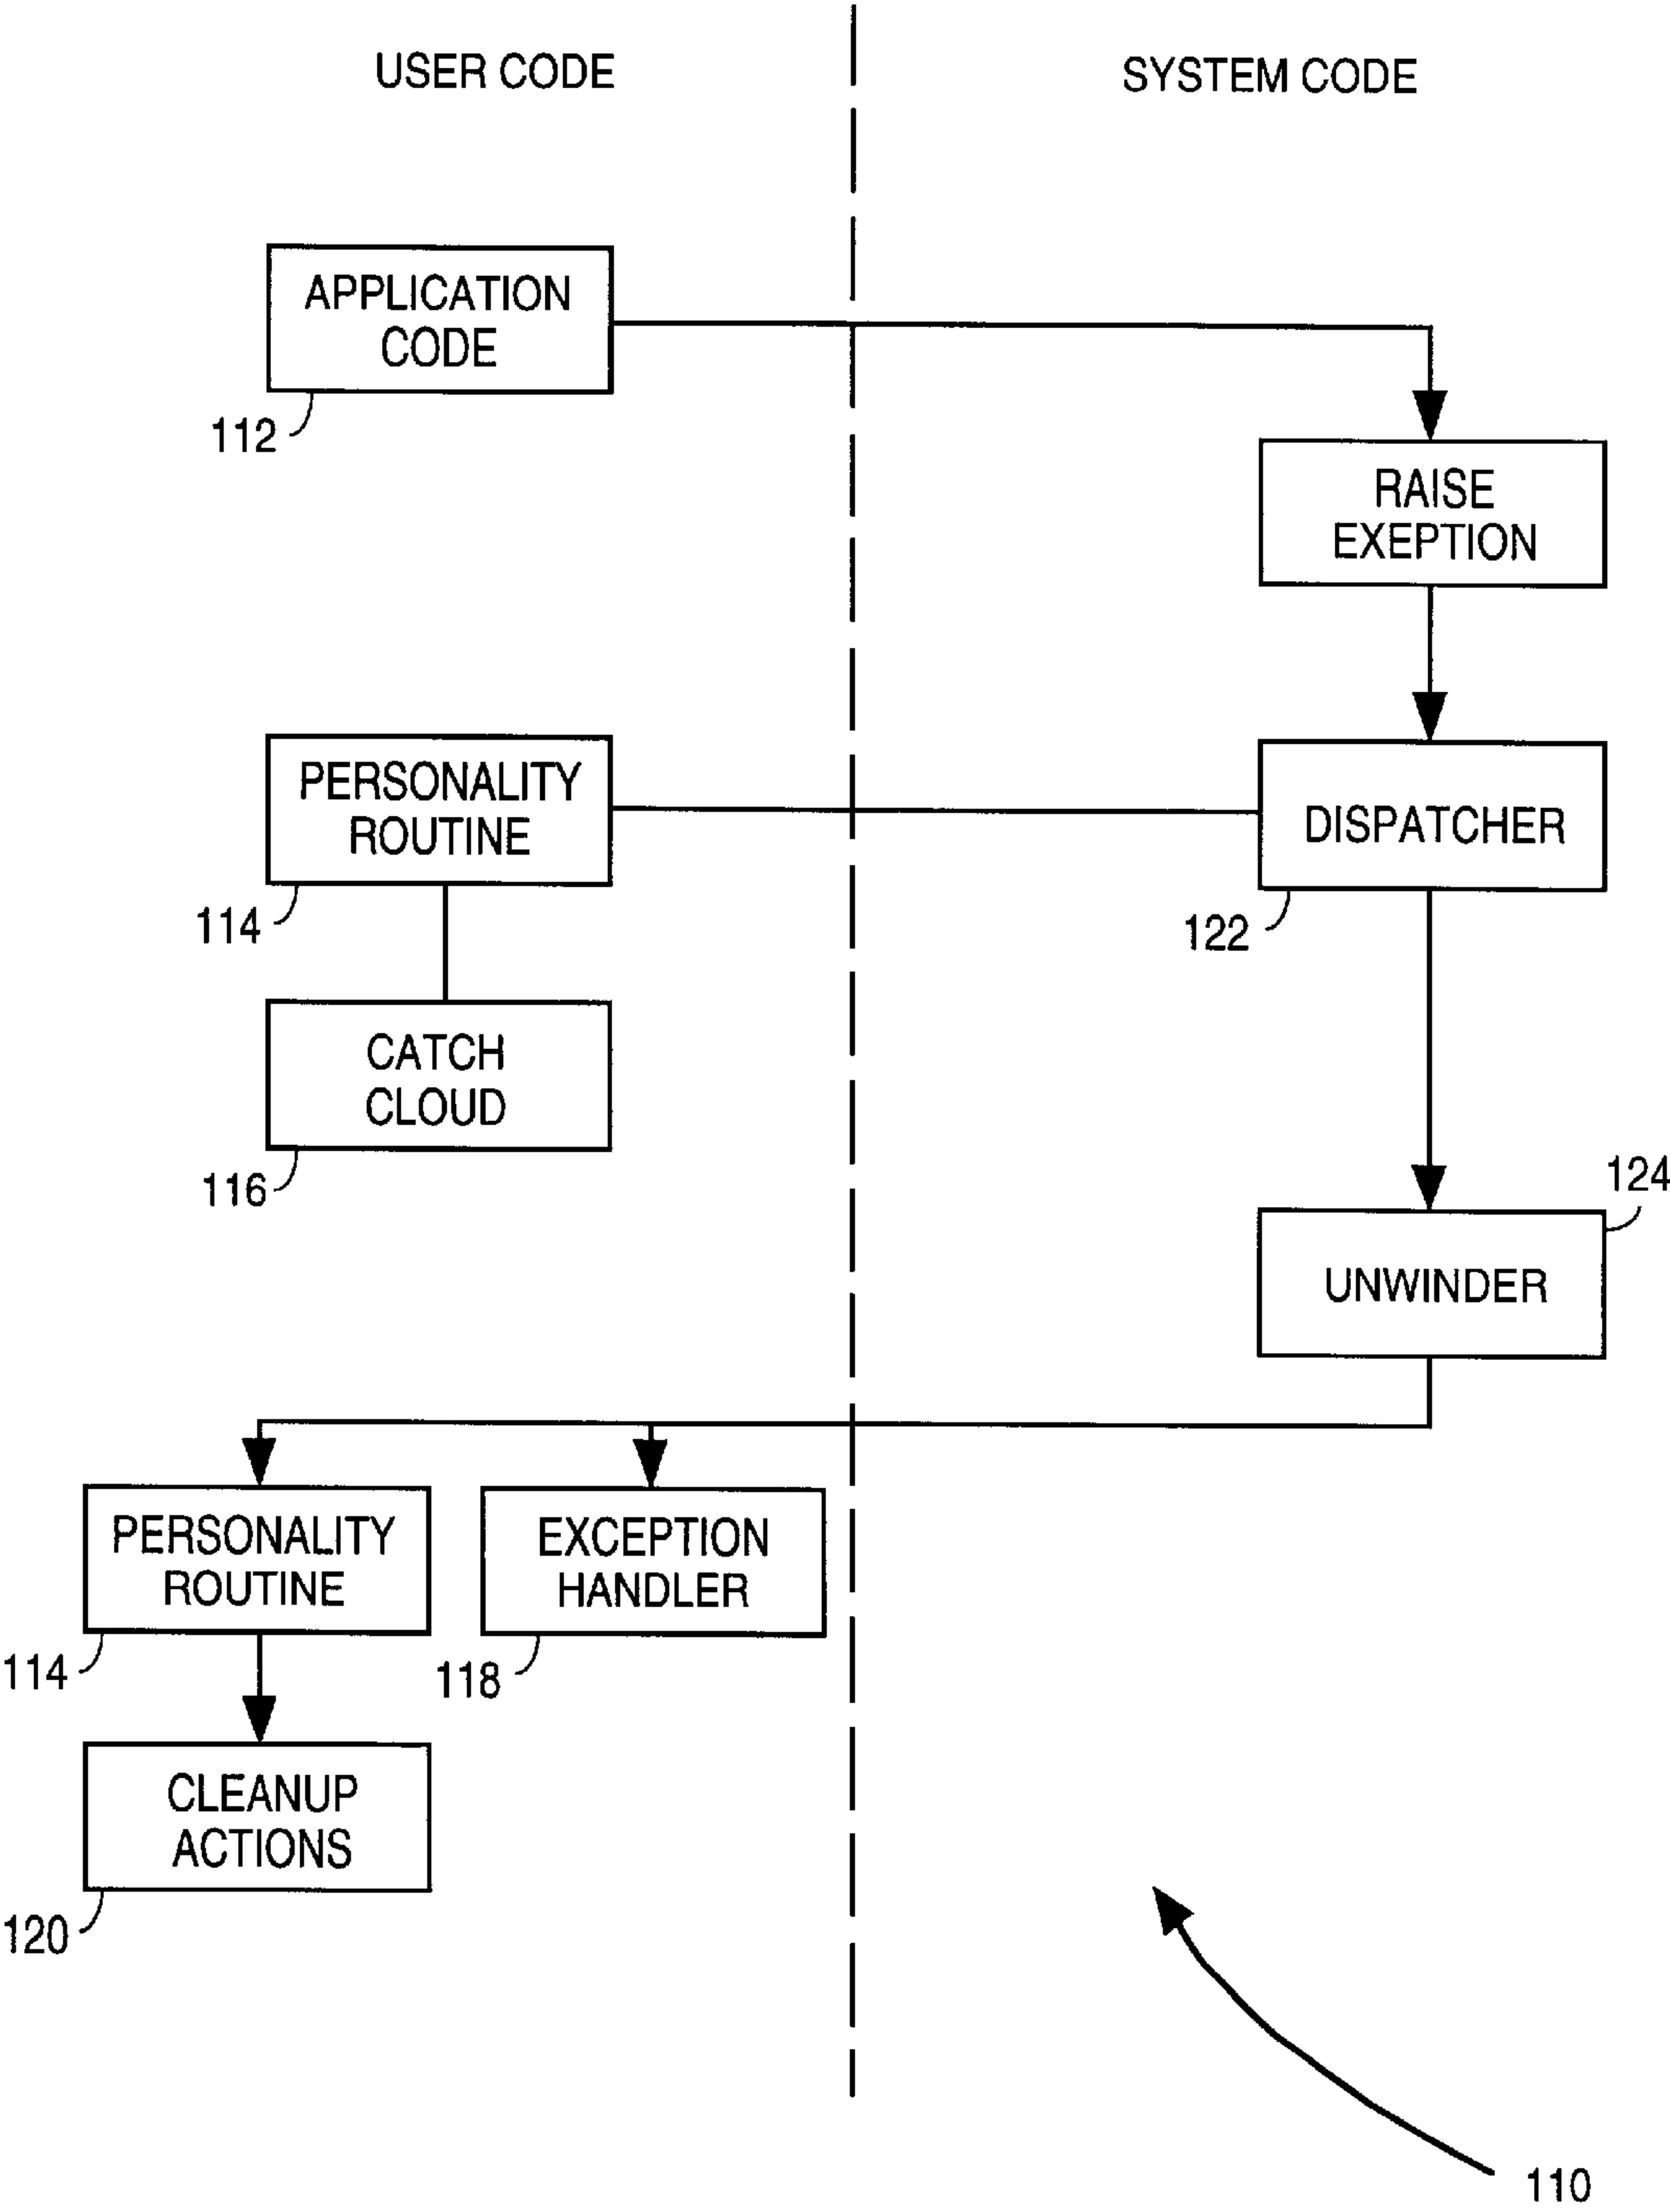 USER CODE
SYSTEM CODE
APPLICATION
CODE
112
RAISE
EXEPTION
PERSONALITY
ROUTINE
114
DISPATCHER
122
CATCH
CLOUD
116
124
UNWINDER
PERSONALITY
ROUTINE
114
EXCEPTION
HANDLER
118
CLEANUP
ACTIONS
120
110